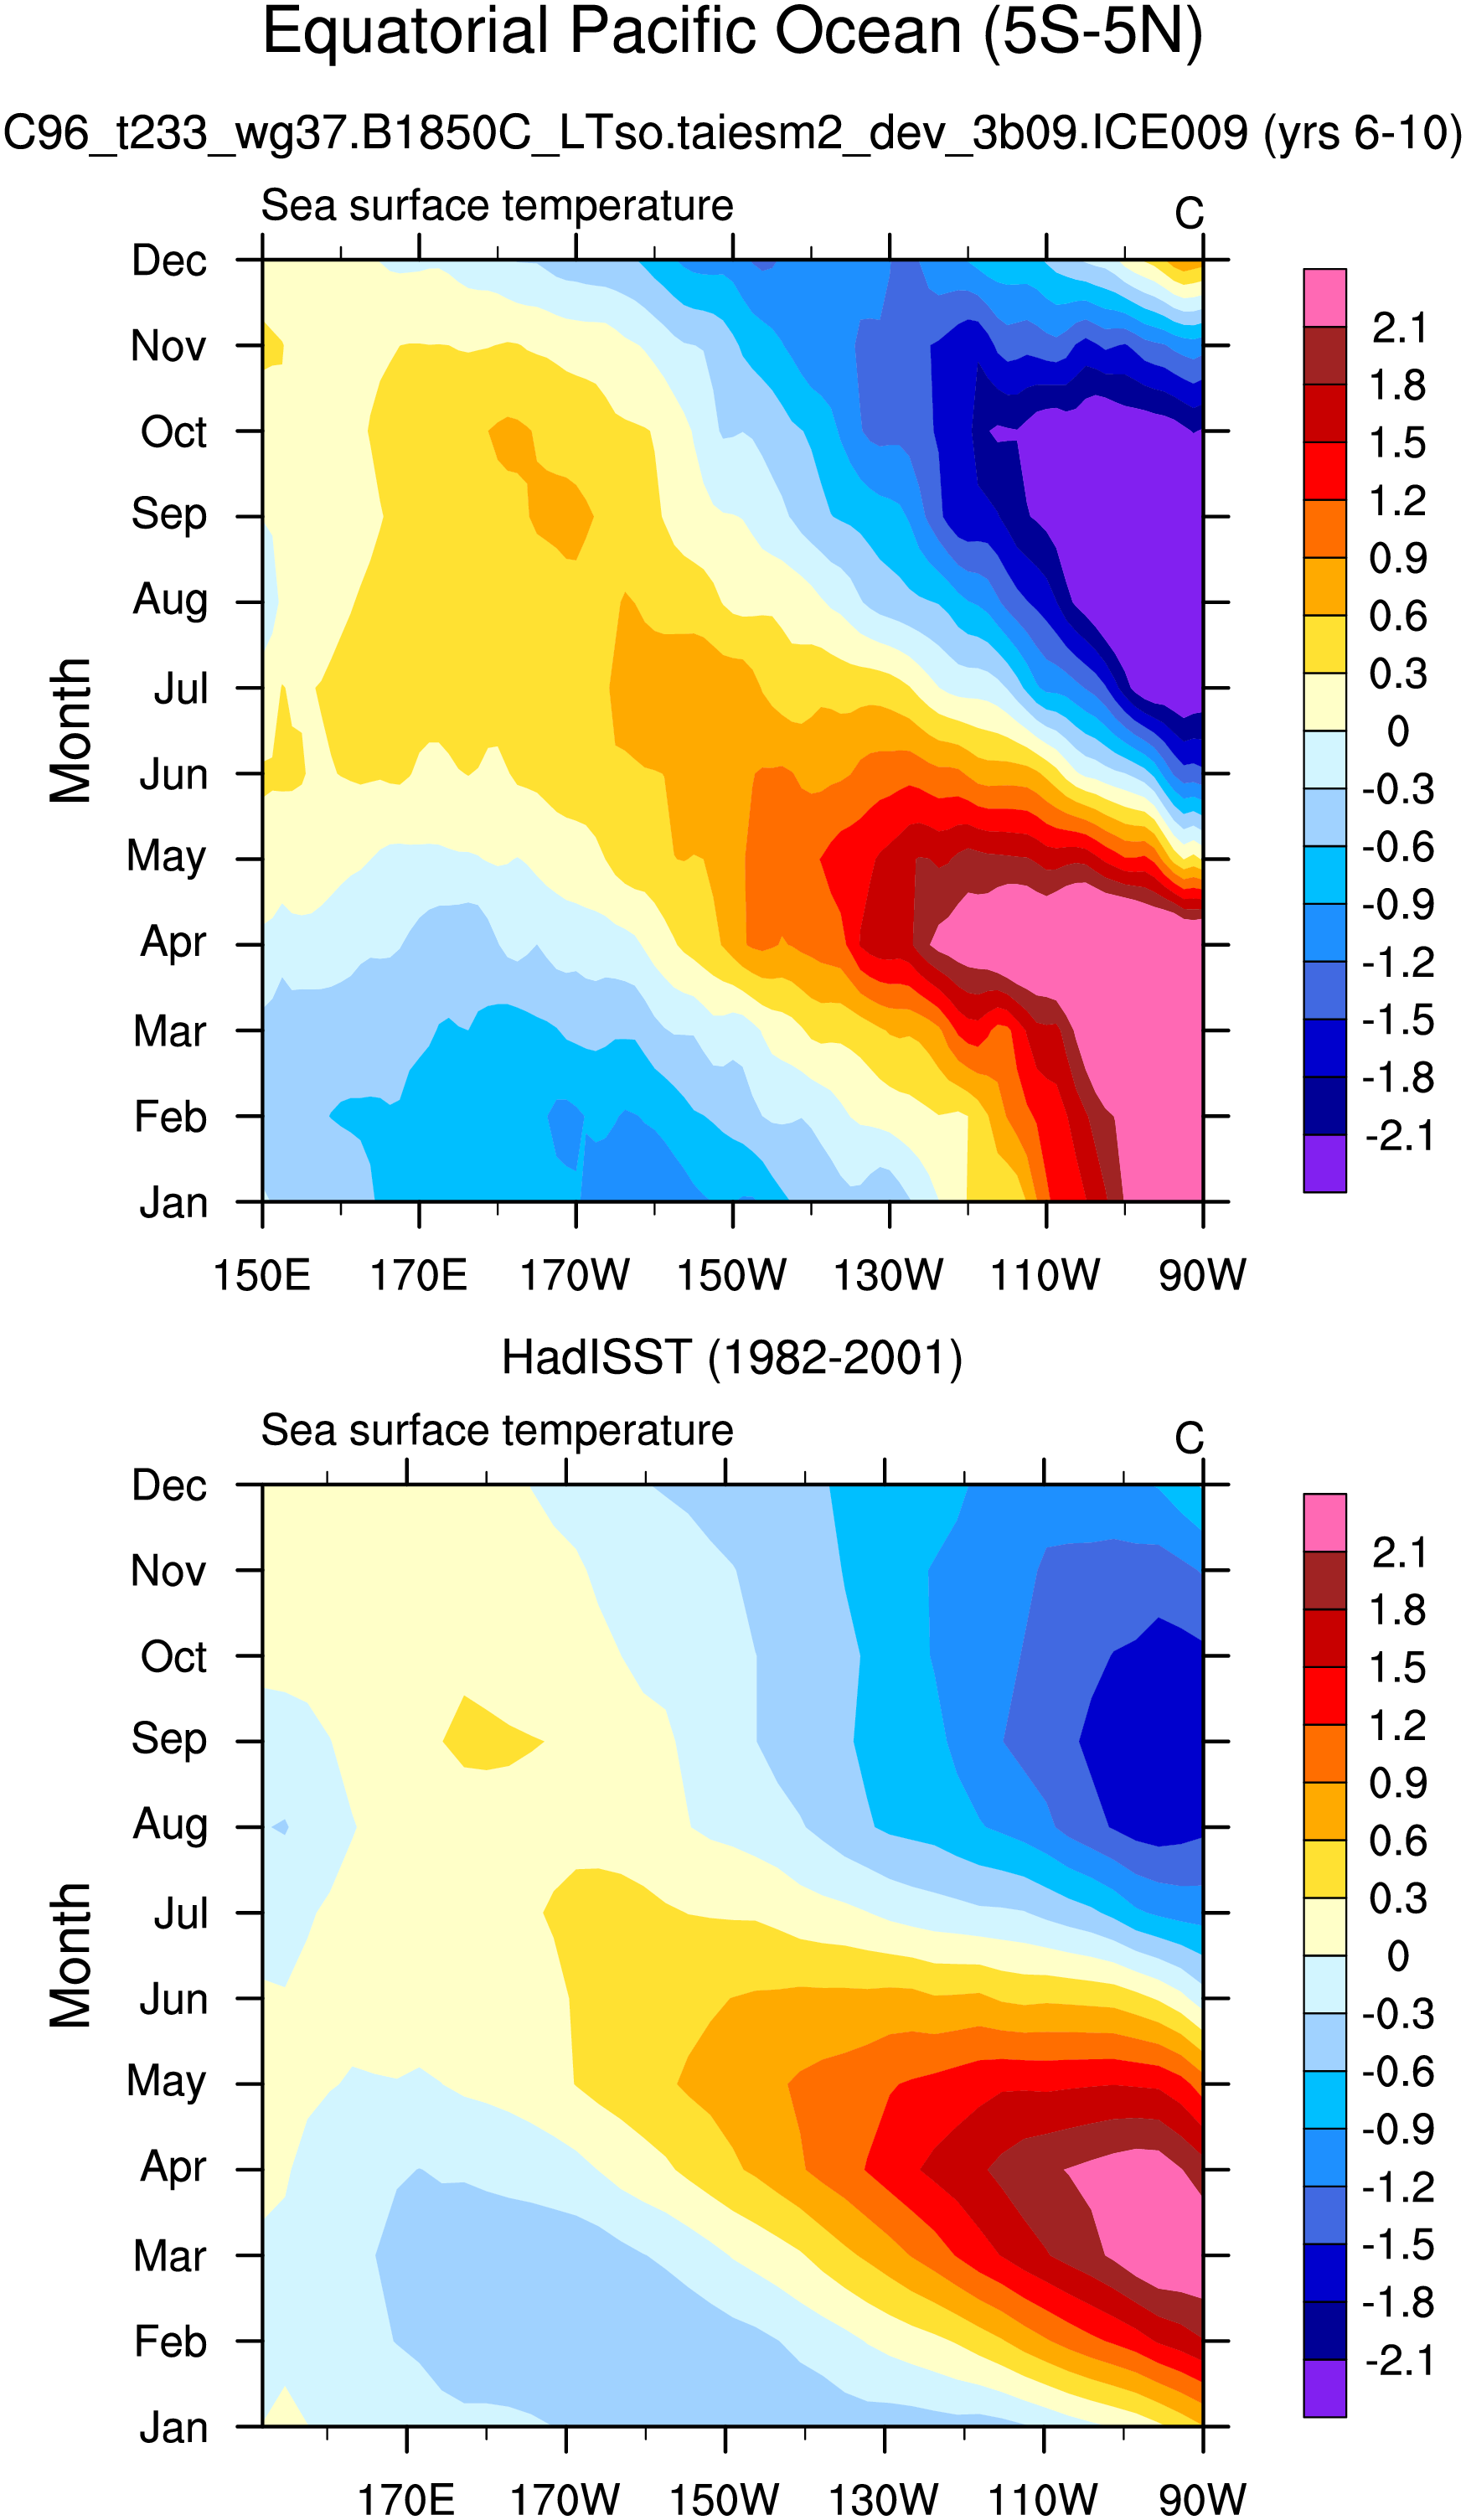 Equatorial Pacific Ocean (5S-5N)
C96_t233_wg37.B1850C_LTso.taiesm2_dev_3b09.ICE009 (yrs 6-10)
Sea surface temperature C
Month
Dec
Nov
Oct
Sep
Aug
Jul
Jun
May
Apr
Mar
Feb
Jan
150E 170E 170W 150W 130W 110W 90W
2.1
1.8
1.5
1.2
0.9
0.6
0.3
0
-0.3
-0.6
-0.9
-1.2
-1.5
-1.8
-2.1
HadISST (1982-2001)
Sea surface temperature C
Month
Dec
Nov
Oct
Sep
Aug
Jul
Jun
May
Apr
Mar
Feb
Jan
170E 170W 150W 130W 110W 90W
2.1
1.8
1.5
1.2
0.9
0.6
0.3
0
-0.3
-0.6
-0.9
-1.2
-1.5
-1.8
-2.1